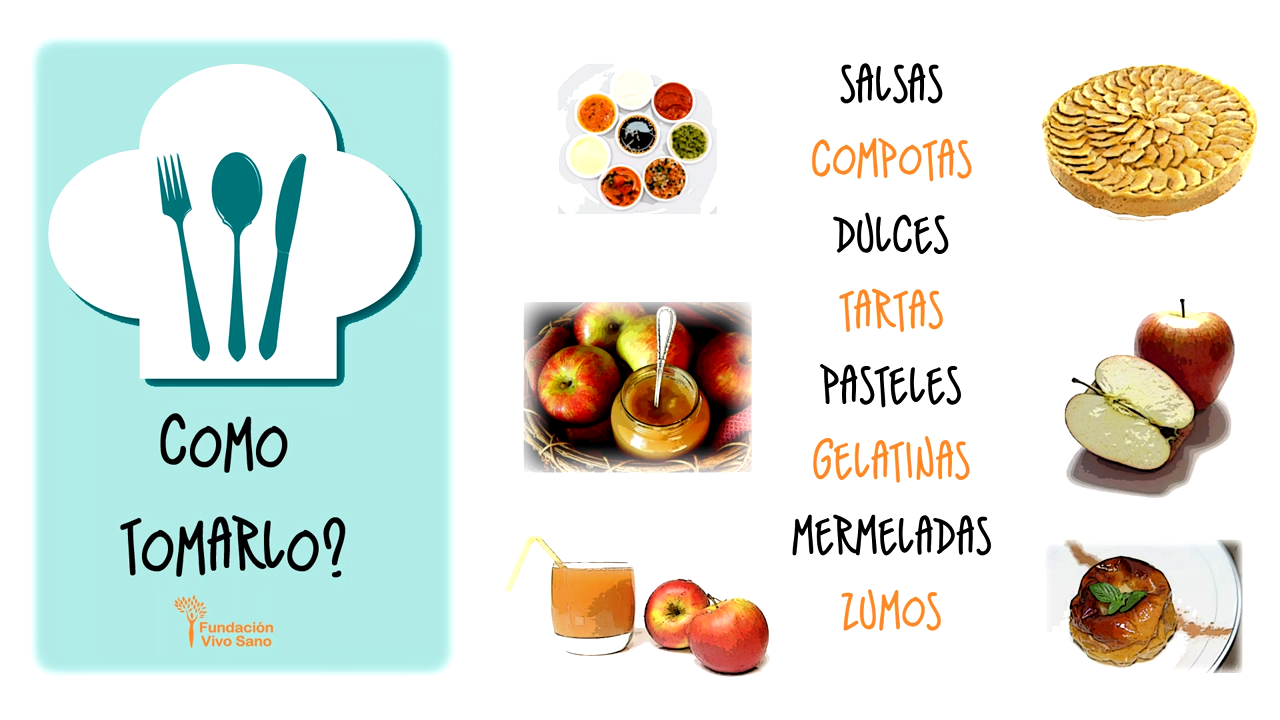 COMO
TOMARLO?
Fundación
Vivo Sano
SALSAS
COMPOTAS
DULCES
TARTAS
PASTELES
GELATINAS
MERMELADAS
ZUMOS